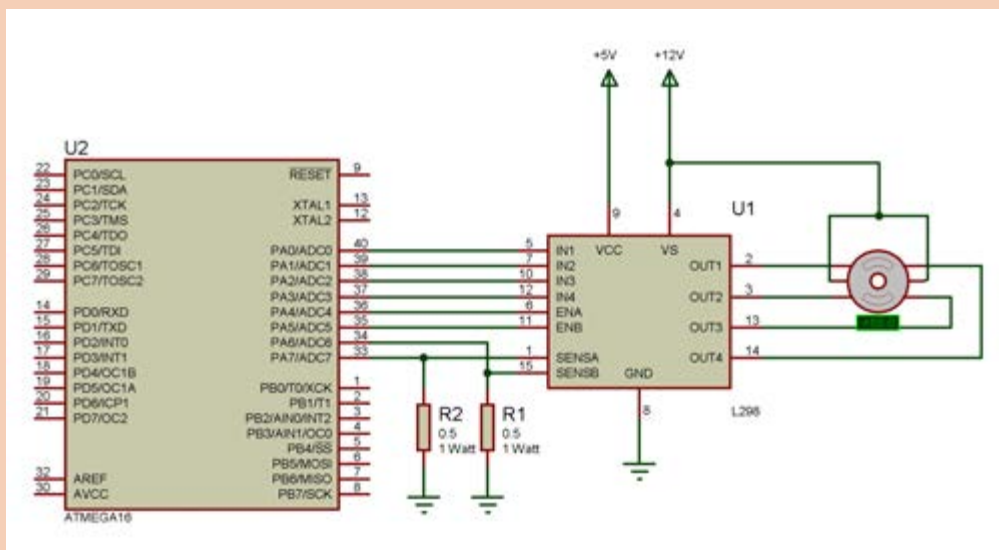 +5V
+12V
U2
22 PC0/SCL
23 PC1/SDA
24 PC2/TCK
25 PC3/TMS
26 PC4/TDO
27 PC5/TDI
28 PC6/TOSC1
29 PC7/TOSC2
14 PD0/RXD
15 PD1/TXD
16 PD2/INT0
17 PD3/INT1
18 PD4/OC1B
19 PD5/OC1A
20 PD6/ICP1
21 PD7/OC2
32 AREF
30 AVCC
RESET 9
XTAL1 13
XTAL2 12
PA0/ADC0 40
PA1/ADC1 39
PA2/ADC2 38
PA3/ADC3 37
PA4/ADC4 36
PA5/ADC5 35
PA6/ADC6 34
PA7/ADC7 33
PB0/T0/XCK 1
PB1/T1 2
PB2/AIN0/INT2 3
PB3/AIN1/OC0 4
PB4/SS 5
PB5/MOSI 6
PB6/MISO 7
PB7/SCK 8
ATMEGA16
R2
0.5
1 Watt
R1
0.5
1 Watt
U1
9 VCC
4 VS
5 IN1
7 IN2
10 IN3
12 IN4
6 ENA
11 ENB
1 SENSA
15 SENSB
OUT1 2
OUT2 3
OUT3 13
OUT4 14
GND
8
L298